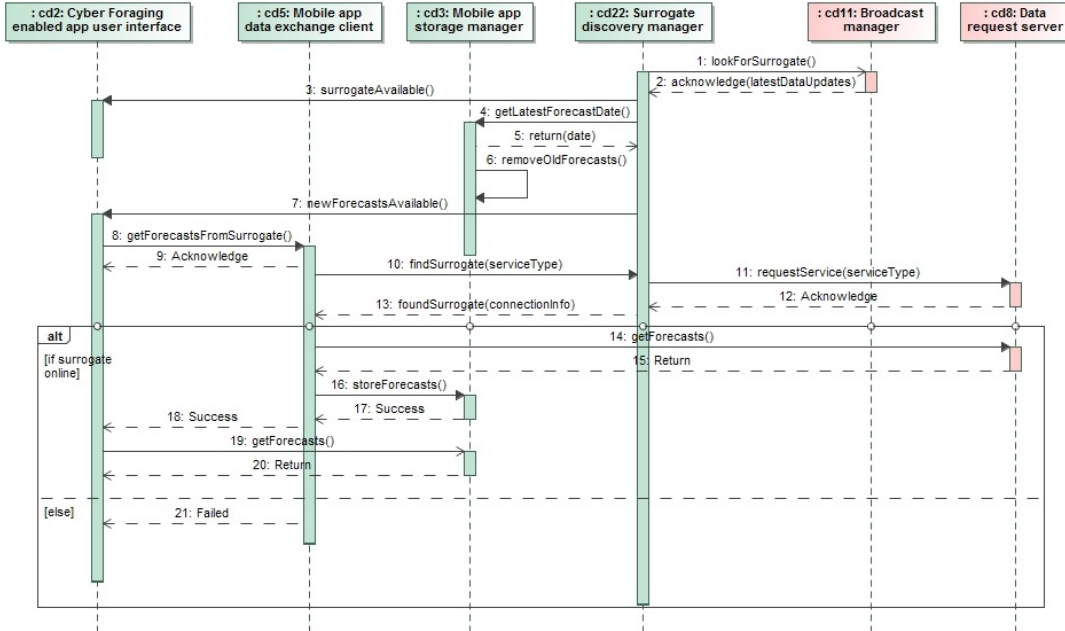 : cd2: Cyber Foraging
enabled app user interface
: cd5: Mobile app
data exchange client
: cd3: Mobile app
storage manager
: cd22: Surrogate
discovery manager
: cd11: Broadcast
manager
: cd8: Data
request server
1: lookForSurrogate()
2: acknowledge(latestDataUpdates)
3: surrogateAvailable()
4: getLatestForecastDate()
5: return(date)
6: removeOldForecasts()
7: newForecastsAvailable()
8: getForecastsFromSurrogate()
9: Acknowledge
10: findSurrogate(serviceType)
11: requestService(serviceType)
12: Acknowledge
13: foundSurrogate(connectionInfo)
alt
14: getForecasts()
[if surrogate
online]
15: Return
16: storeForecasts()
17: Success
18: Success
19: getForecasts()
20: Return
[else]
21: Failed